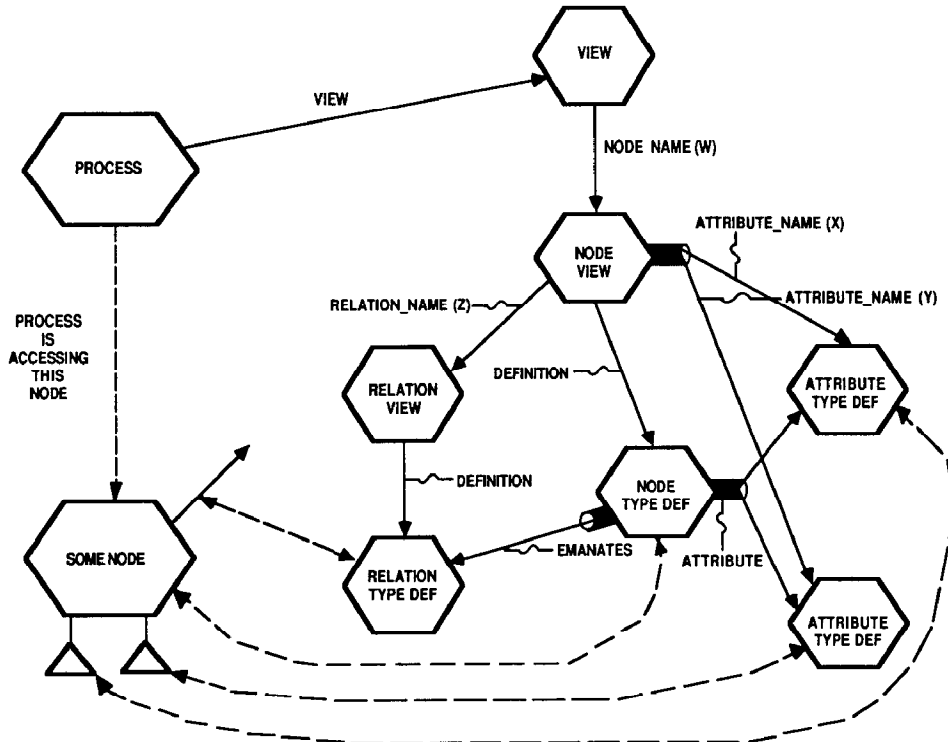 VIEW
VIEW
PROCESS
NODE NAME (W)
ATTRIBUTE_NAME (X)
NODE
VIEW
RELATION_NAME (Z)
ATTRIBUTE_NAME (Y)
PROCESS
IS
ACCESSING
THIS
NODE
DEFINITION
RELATION
VIEW
ATTRIBUTE
TYPE DEF
DEFINITION
NODE
TYPE DEF
SOME NODE
EMANATES
ATTRIBUTE
RELATION
TYPE DEF
ATTRIBUTE
TYPE DEF